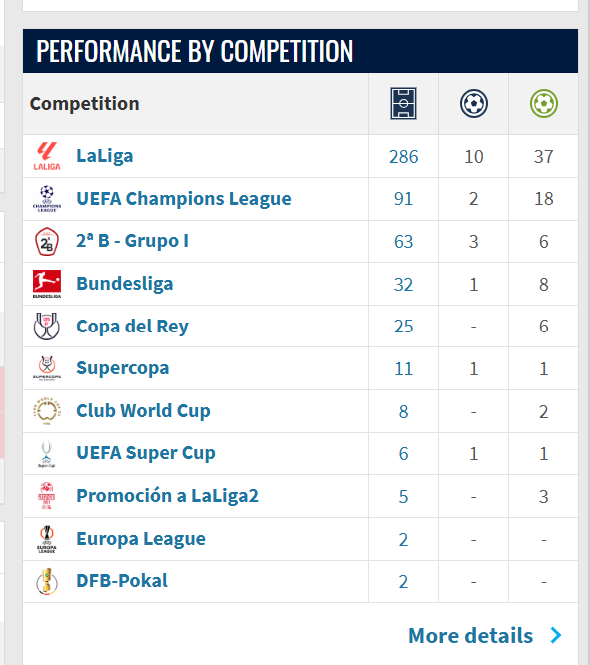 PERFORMANCE BY COMPETITION
Competition
LALIGA LaLiga 286 10 37
CHAMPIONS LEAGUE UEFA Champions League 91 2 18
2ªB 2ª B - Grupo I 63 3 6
BUNDESLIGA Bundesliga 32 1 8
Copa del Rey 25 - 6
SUPERCOPA Supercopa 11 1 1
Club World Cup 8 - 2
UEFA Super Cup 6 1 1
Promoción a LaLiga2 5 - 3
EUROPA LEAGUE Europa League 2 - -
DFB-Pokal 2 - -
More details